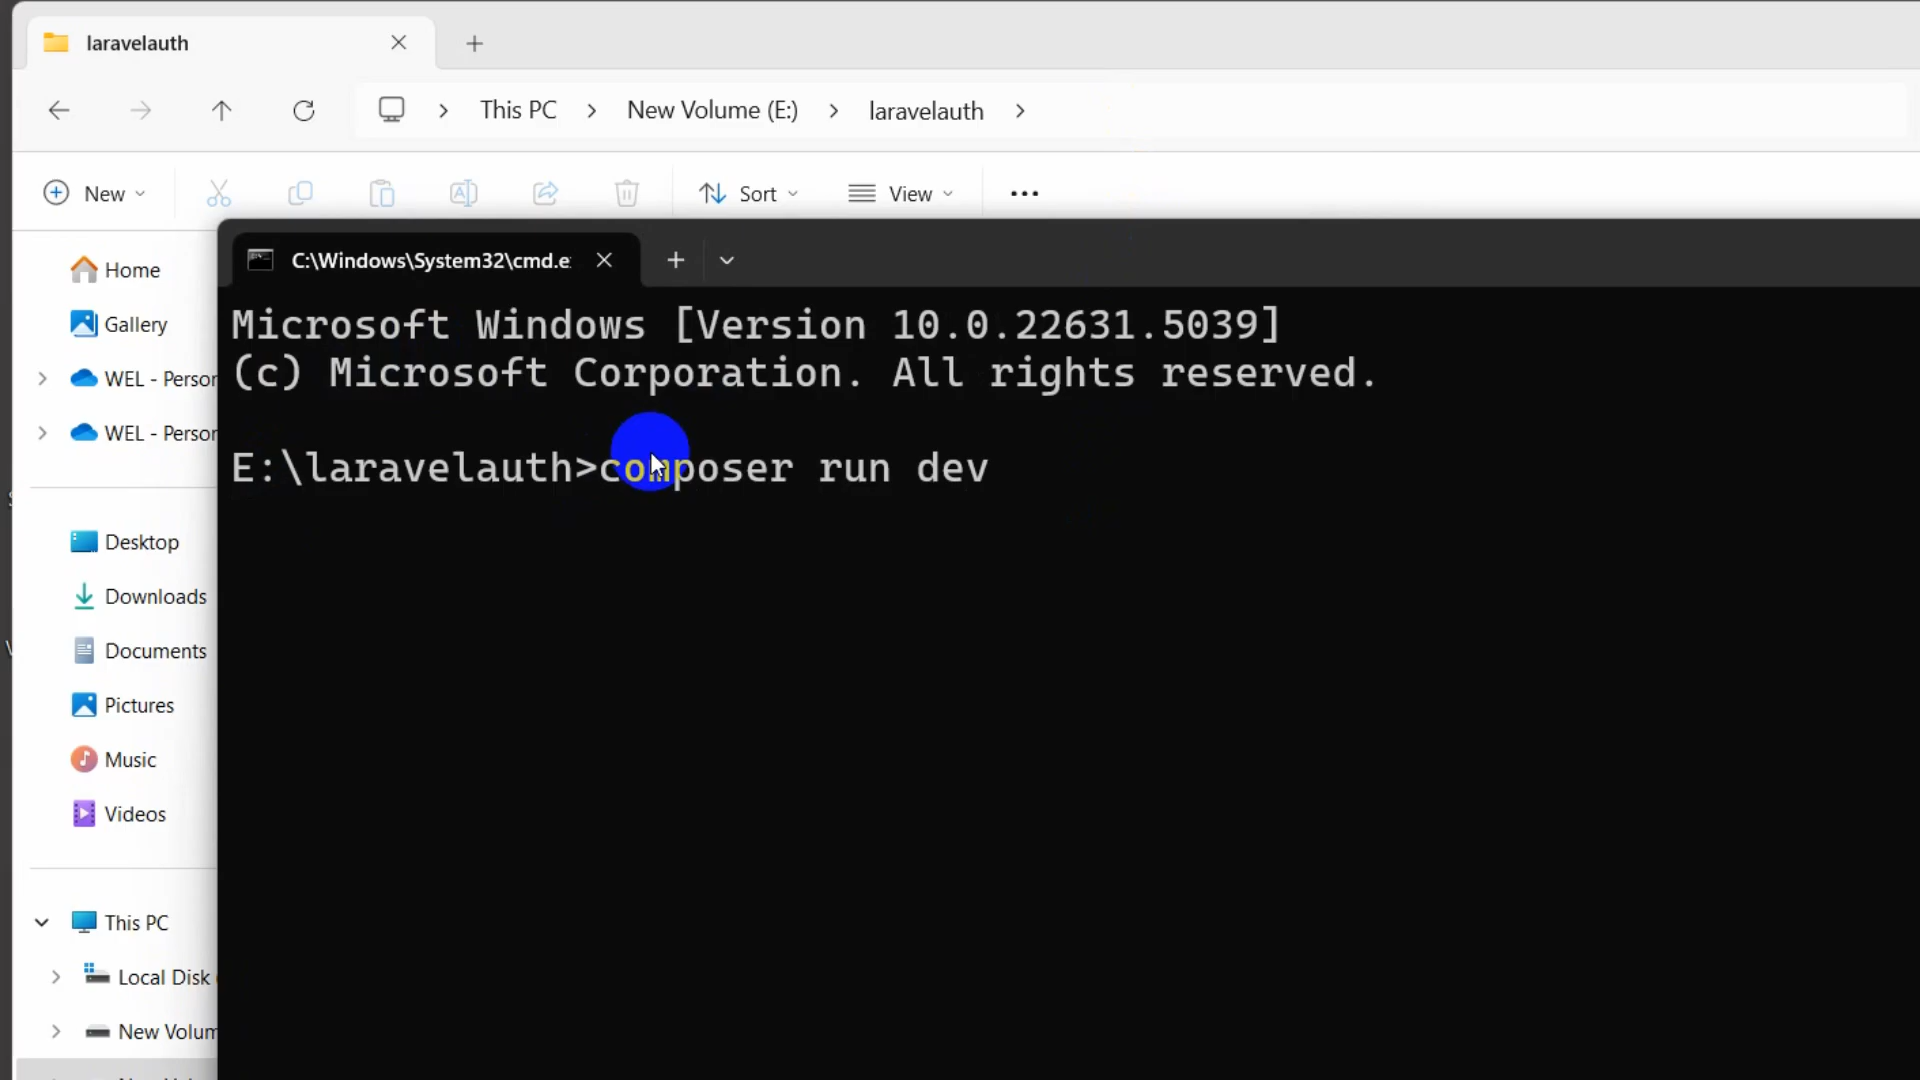 laravelauth
This PC > New Volume (E:) > laravelauth >
New
Sort
View
C:\Windows\System32\cmd.e
Microsoft Windows [Version 10.0.22631.5039]
(c) Microsoft Corporation. All rights reserved.
E:\laravelauth>composer run dev
Home
Gallery
WEL - Person
WEL - Person
Desktop
Downloads
Documents
Pictures
Music
Videos
This PC
Local Disk
New Volum